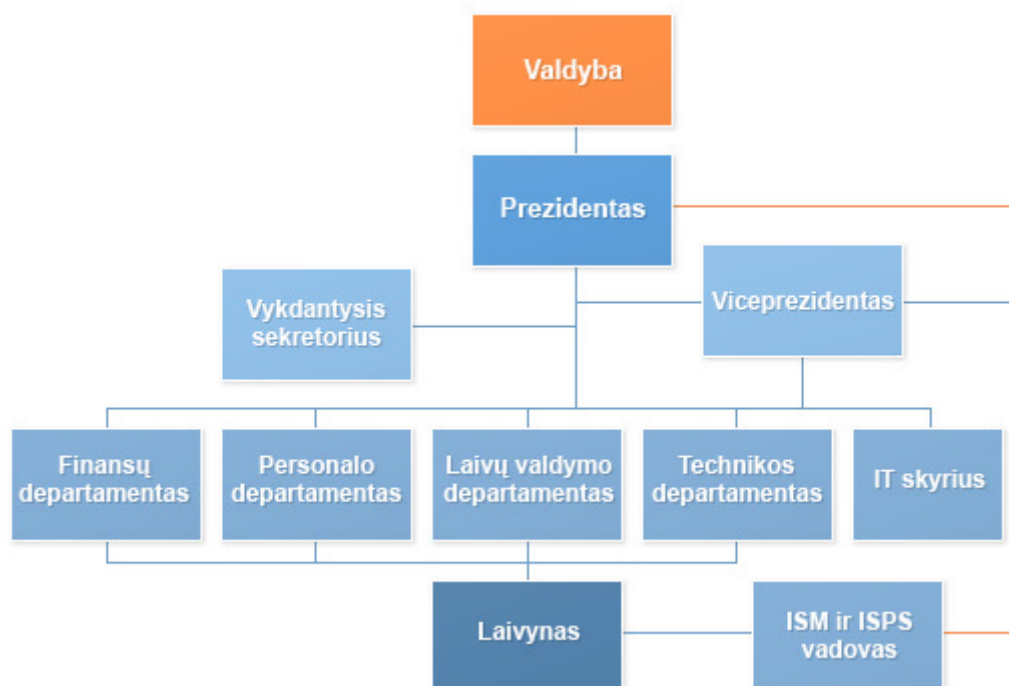 Valdyba
Prezidentas
Vykdantysis
sekretorius
Viceprezidentas
Finansų
departamentas
Personalo
departamentas
Laivų valdymo
departamentas
Technikos
departamentas
IT skyrius
Laivynas
ISM ir ISPS
vadovas